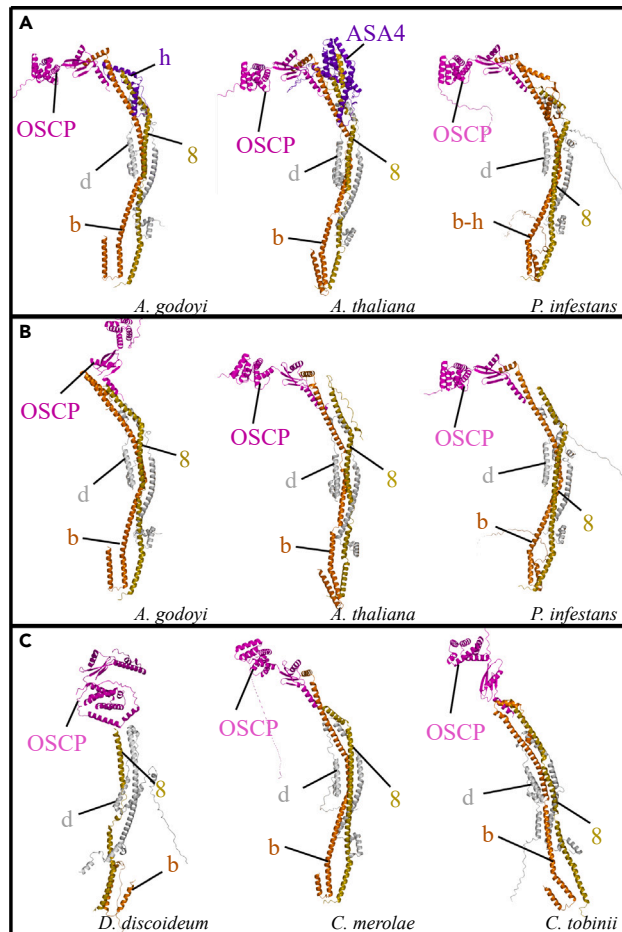 A
h
ASA4
OSCP
OSCP
OSCP
d
8
d
8
d
8
b
b
b-h
A. godoyi
A. thaliana
P. infestans
B
OSCP
OSCP
OSCP
8
8
8
d
d
d
b
b
b
A. godoyi
A. thaliana
P. infestans
C
OSCP
OSCP
OSCP
8
8
8
d
d
d
b
b
b
D. discoideum
C. merolae
C. tobinii